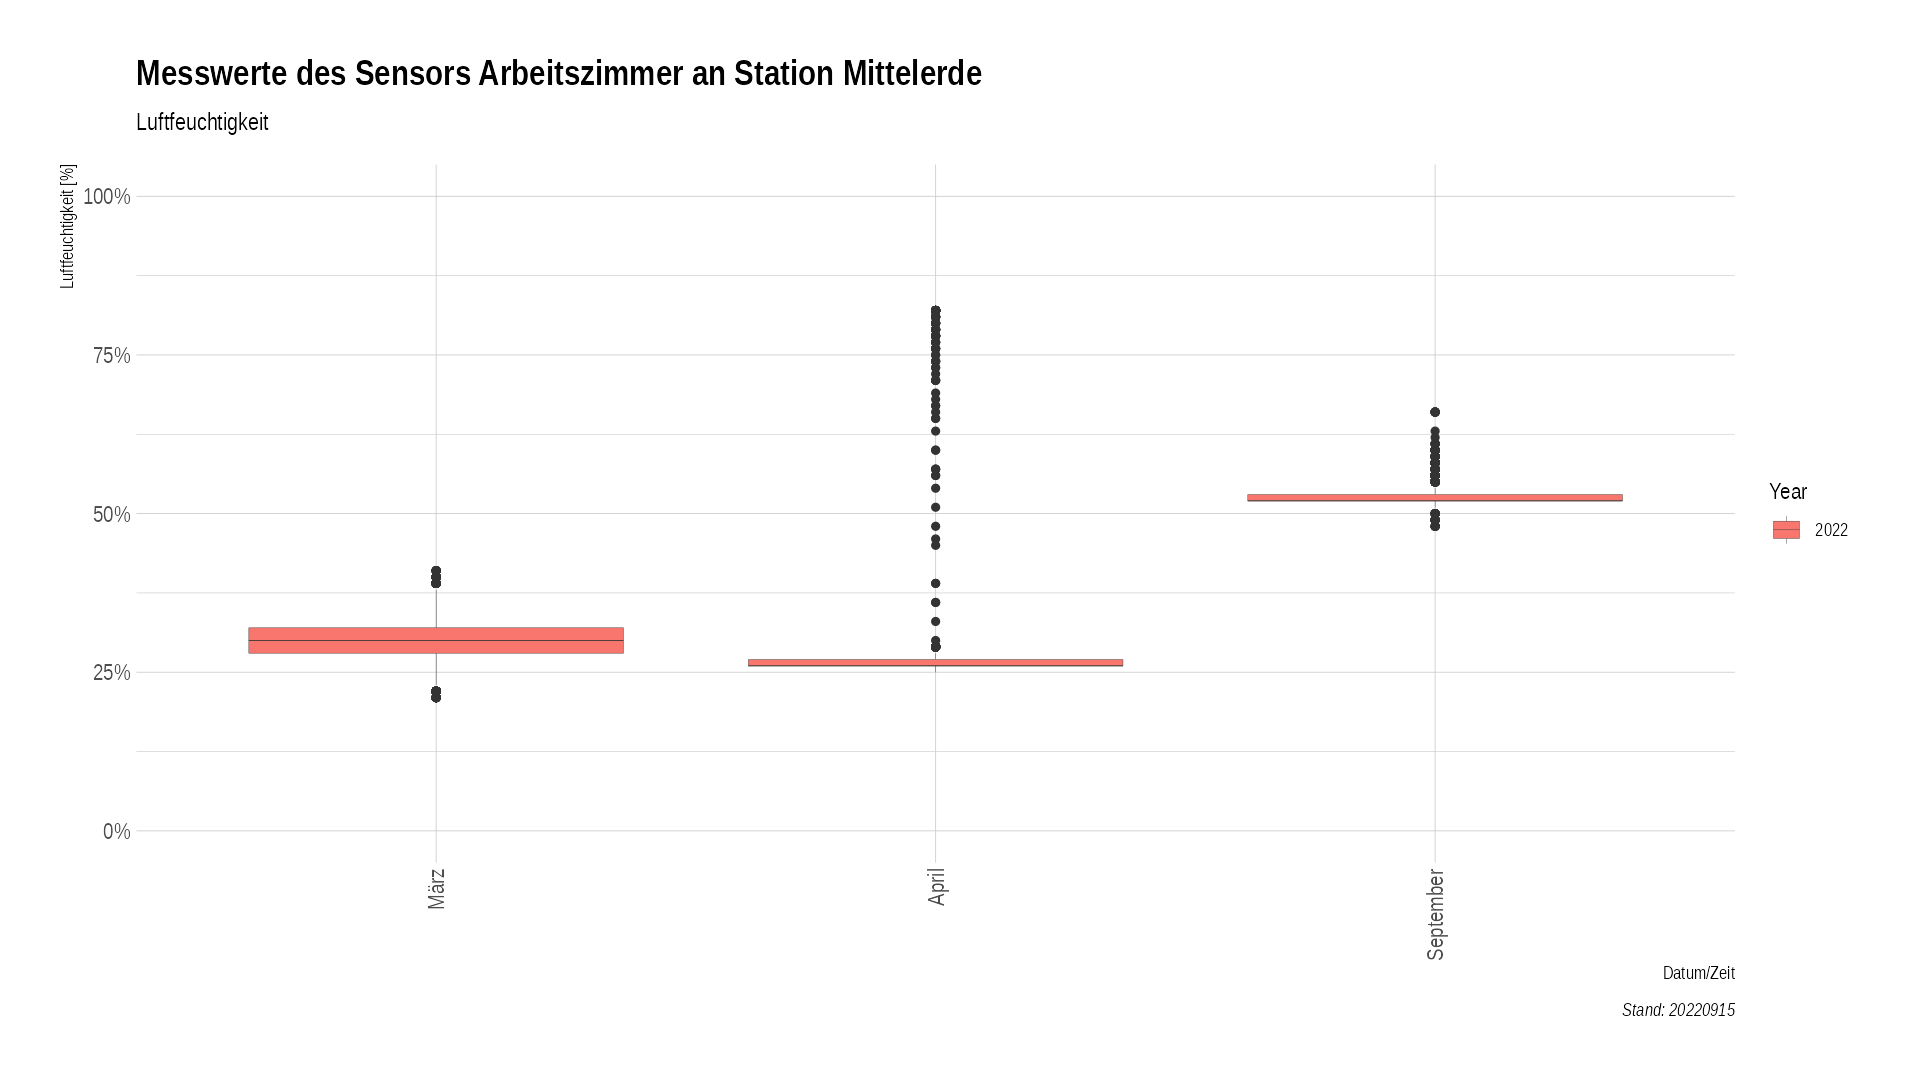 Messwerte des Sensors Arbeitszimmer an Station Mittelerde
Luftfeuchtigkeit
Luftfeuchtigkeit [%]
100%
75%
50%
25%
0%
März
April
September
Datum/Zeit
Year
2022
Stand: 20220915